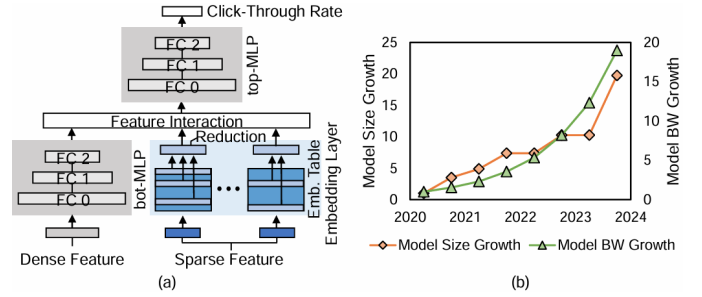 Click-Through Rate
FC 2
FC 1
FC 0
top-MLP
Feature Interaction
Reduction
FC 2
FC 1
FC 0
bot-MLP
Emb. Table
Embedding Layer
Dense Feature
Sparse Feature
(a)
Model Size Growth
25
20
15
10
5
0
20
15
10
5
0
Model BW Growth
2020 2021 2022 2023 2024
Model Size Growth Model BW Growth
(b)